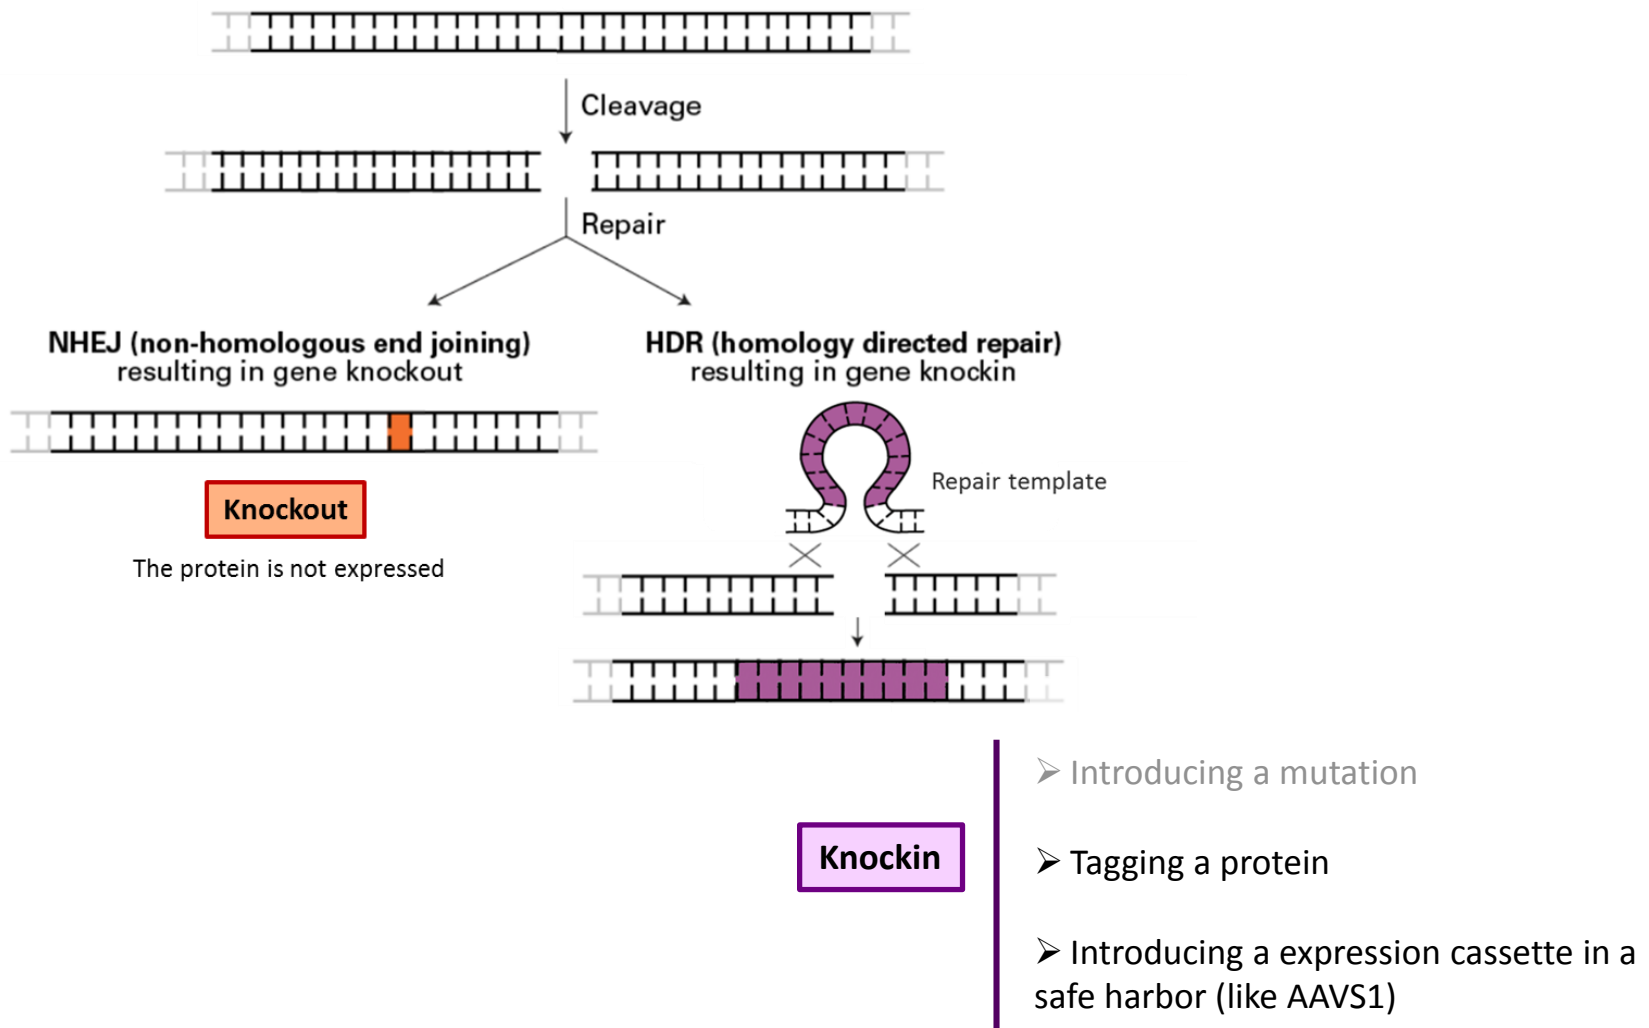 Cleavage
Repair
NHEJ (non-homologous end joining)
resulting in gene knockout
HDR (homology directed repair)
resulting in gene knockin
Repair template
Knockout
The protein is not expressed
➢ Introducing a mutation
Knockin
➢ Tagging a protein
➢ Introducing a expression cassette in a
safe harbor (like AAVS1)